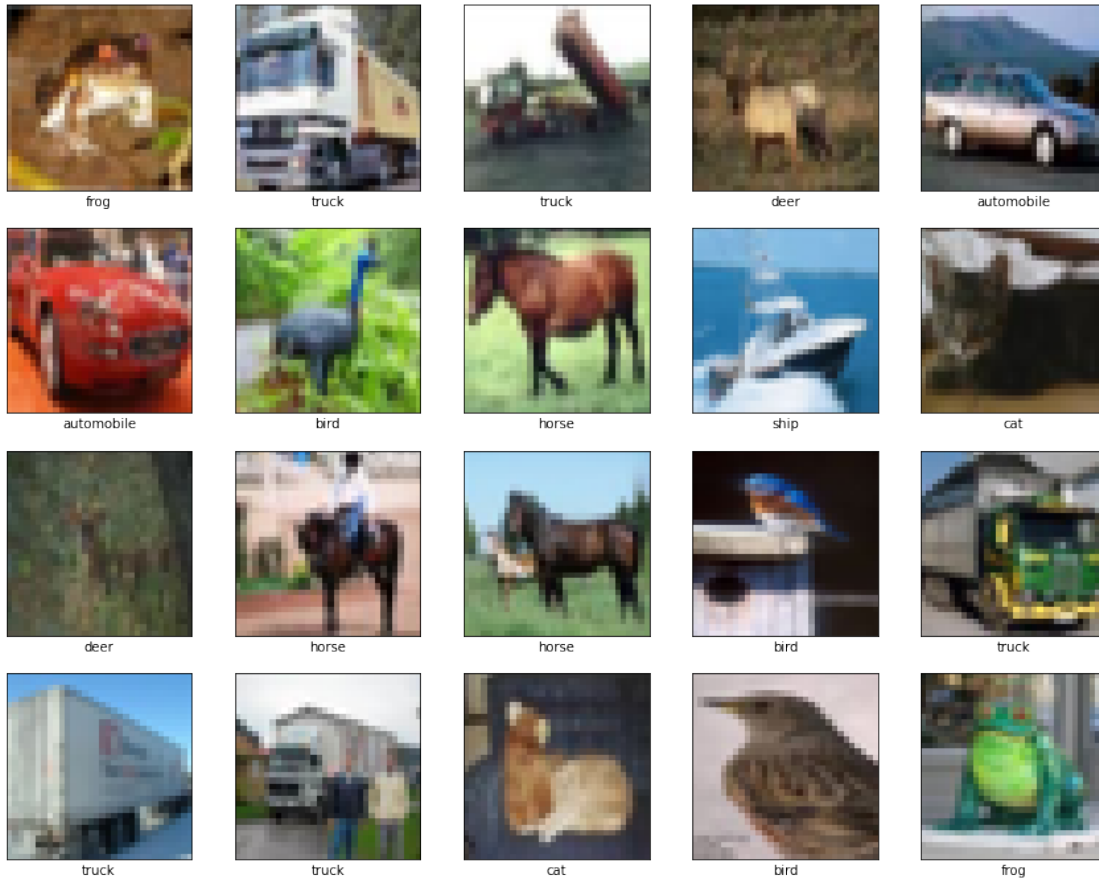 frog truck truck deer automobile
automobile bird horse ship cat
deer horse horse bird truck
truck truck cat bird frog